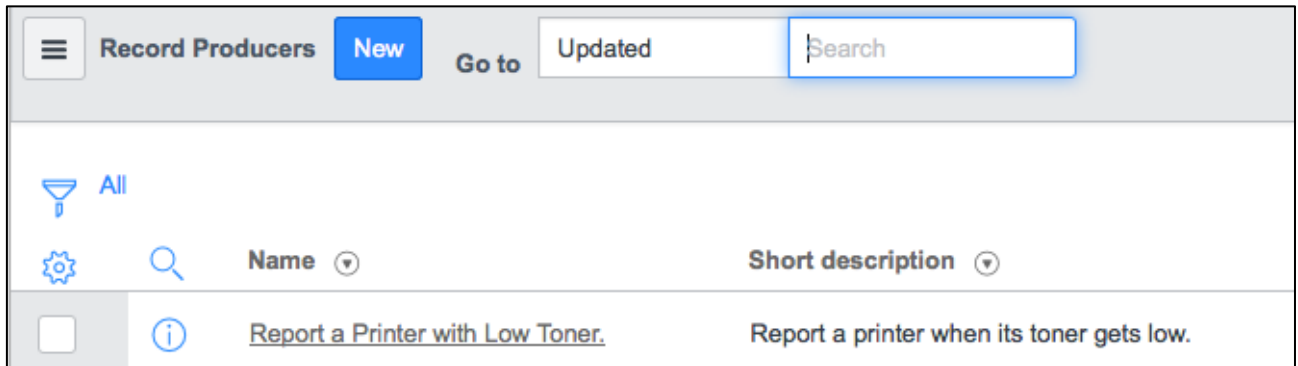 Record Producers New Go to Updated Search
All
Name Short description
Report a Printer with Low Toner. Report a printer when its toner gets low.